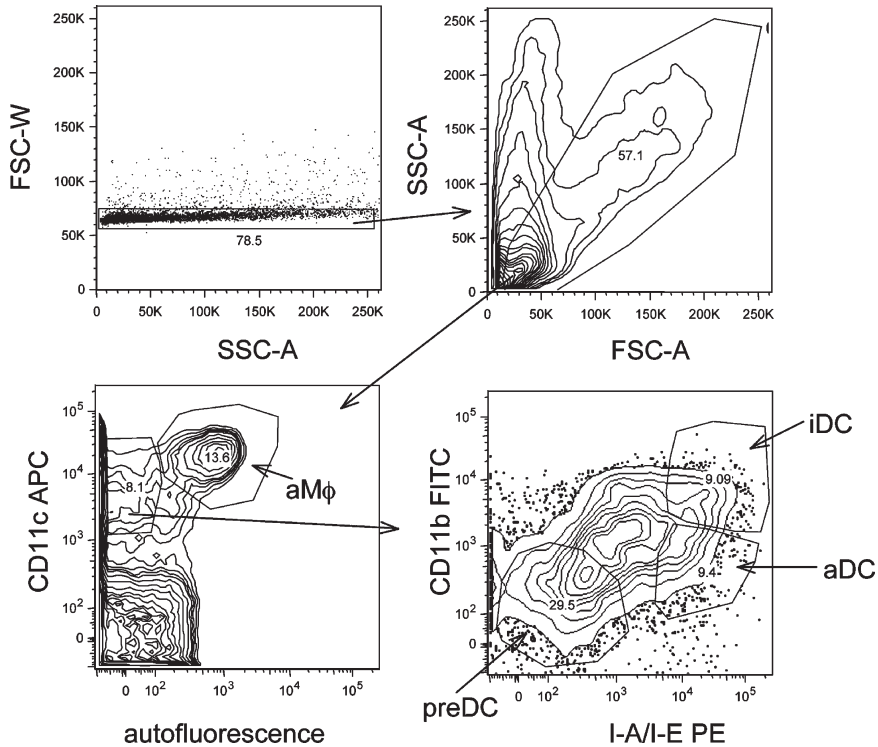 250K
200K
150K
100K
50K
0
FSC-W
78.5
0 50K 100K 150K 200K 250K
SSC-A
250K
200K
150K
100K
50K
0
SSC-A
57.1
0 50K 100K 150K 200K 250K
FSC-A
10⁵
10⁴
10³
10²
0
CD11c APC
13.6
8.1
aMϕ
0 10² 10³ 10⁴ 10⁵
autofluorescence
10⁵
10⁴
10³
10²
0
CD11b FITC
iDC
9.09
aDC
9.4
29.5
preDC
0 10² 10³ 10⁴ 10⁵
I-A/I-E PE